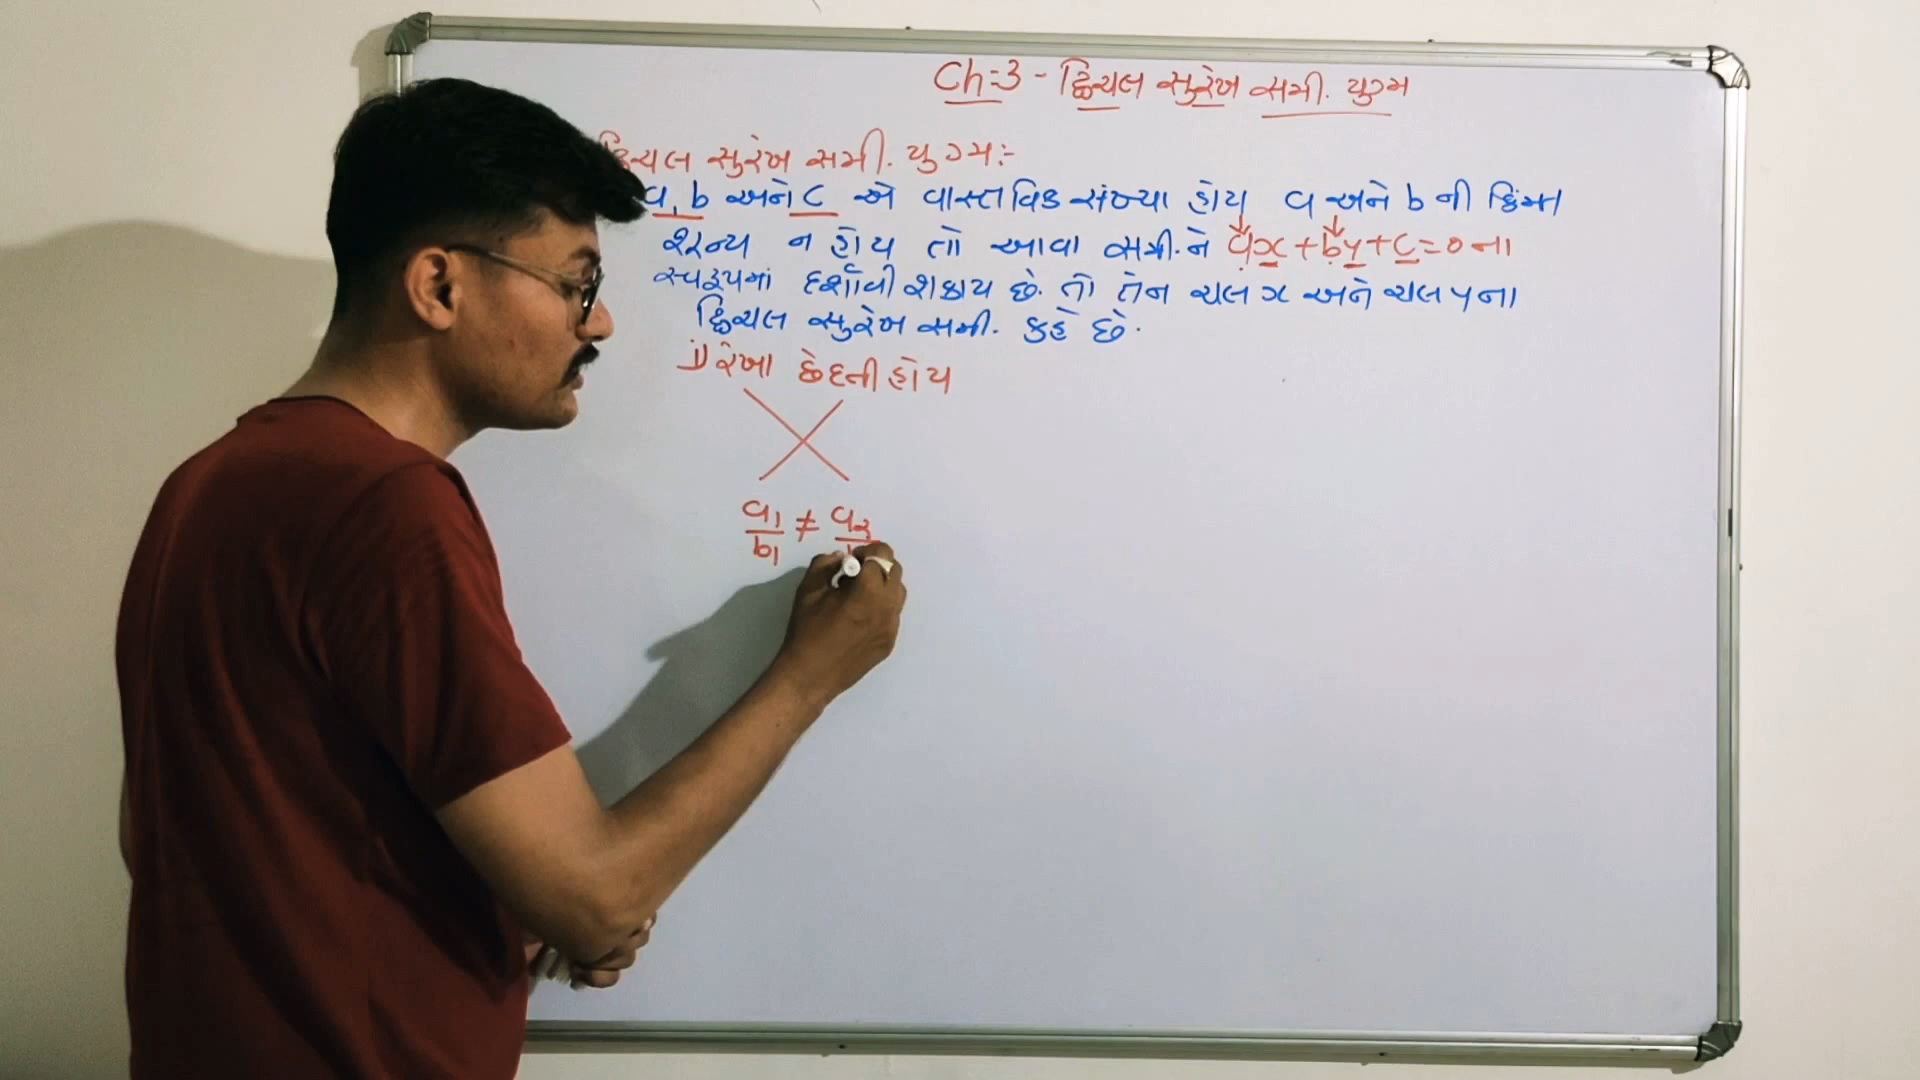 Ch=3 - દ્વિચલ સુરેખ સમી. યુગ્મ
દ્વિચલ સુરેખ સમી. યુગ્મ:-
a, b અને c એ વાસ્તવિક સંખ્યા હોય a અને b ની કિંમત
શૂન્ય ન હોય તો આવા સમી. ને ax + by + c = 0 ના
સ્વરૂપમાં દર્શાવી શકાય છે. તો તેન ચલ x અને ચલ y ના
દ્વિચલ સુરેખ સમી. કહે છે.
1) રેખા છેદતી હોય
a1/b1 ≠ a2/b